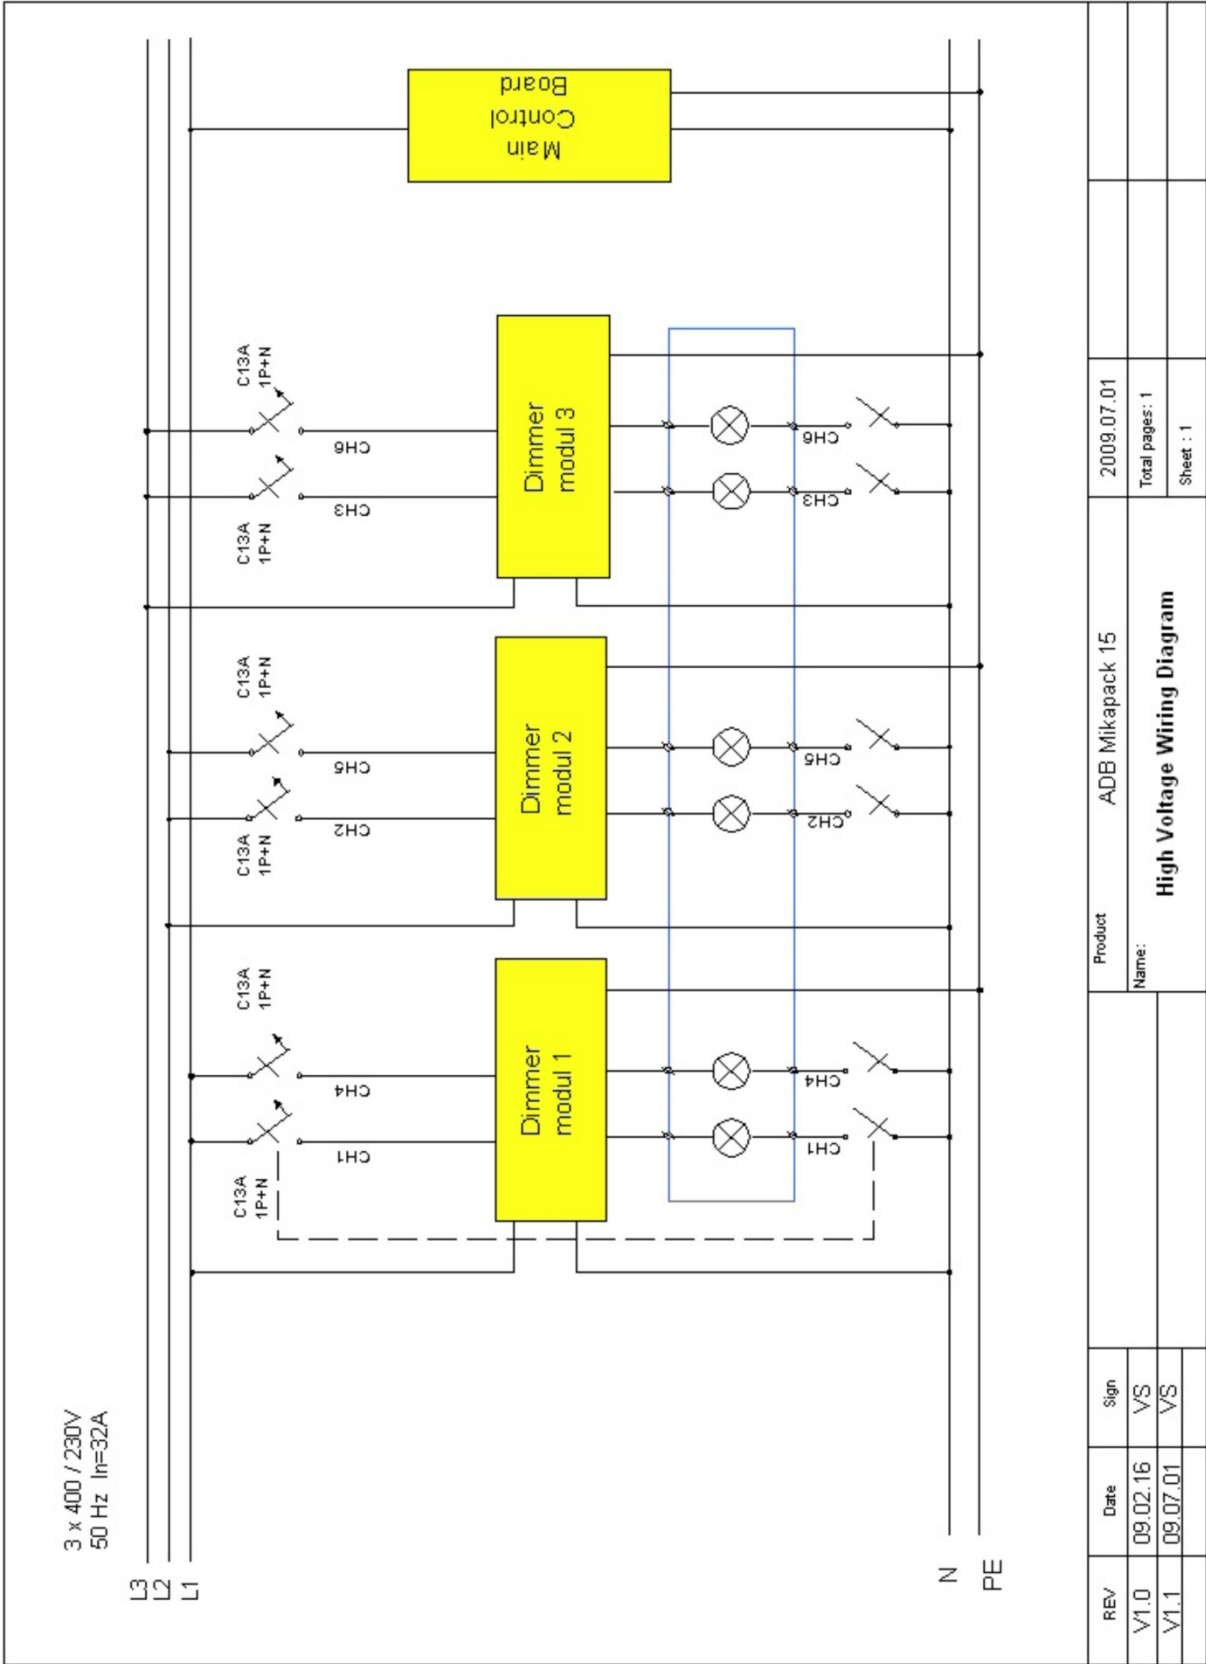 3 x 400 / 230V
50 Hz In=32A
L3
L2
L1
N
PE
C13A
1P+N
C13A
1P+N
CH1
CH4
Dimmer
modul 1
CH1
CH4
C13A
1P+N
C13A
1P+N
CH2
CH5
Dimmer
modul 2
CH2
CH5
C13A
1P+N
C13A
1P+N
CH3
CH6
Dimmer
modul 3
CH3
CH6
Main
Control
Board
REV Date Sign
V1.0 09.02.16 VS
V1.1 09.07.01 VS
Product ADB Mikapack 15 2009.07.01
Name:
High Voltage Wiring Diagram
Total pages: 1
Sheet : 1